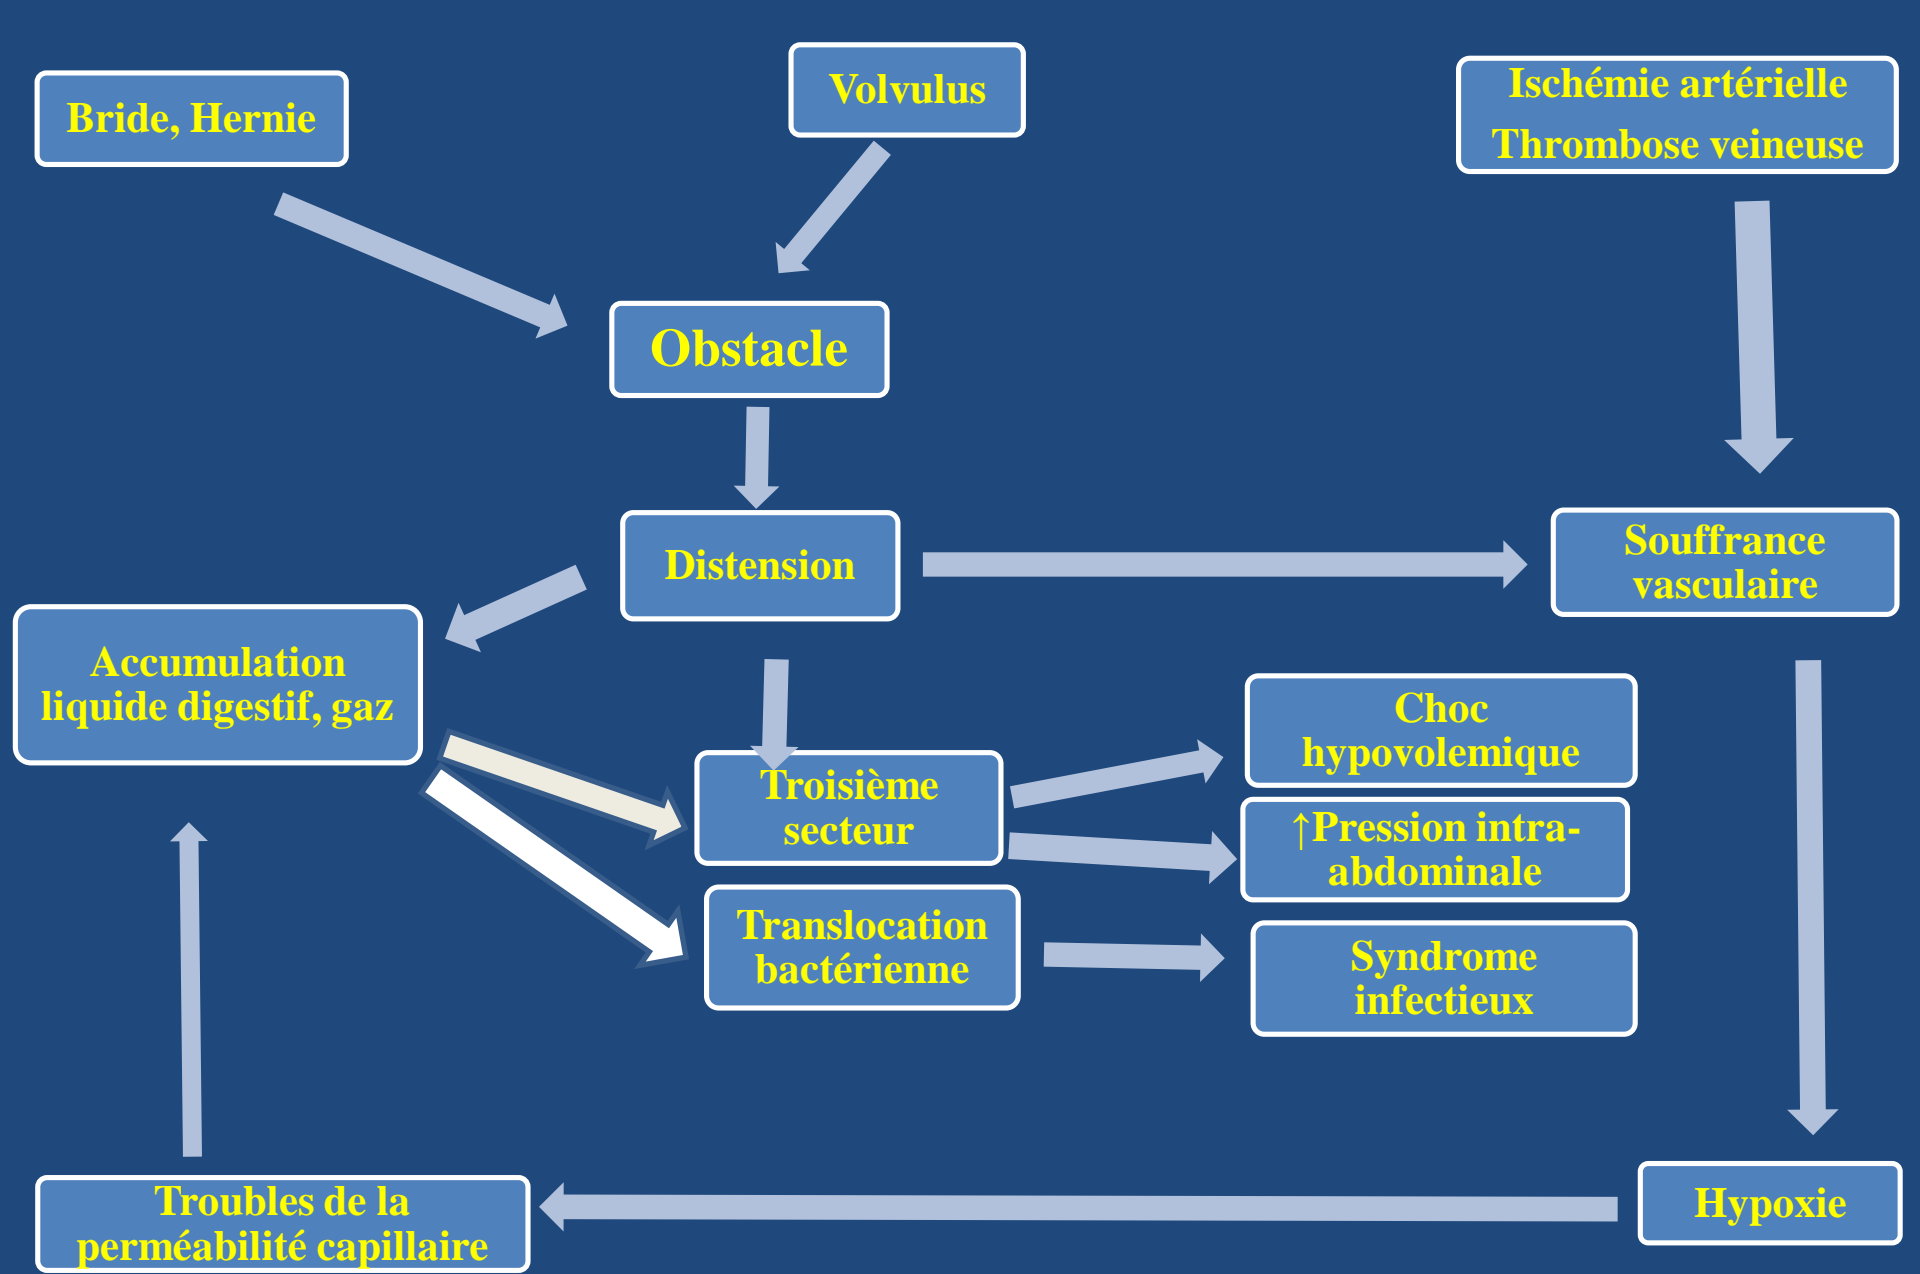 Bride, Hernie
Volvulus
Ischémie artérielle
Thrombose veineuse
Obstacle
Distension
Souffrance
vasculaire
Accumulation
liquide digestif, gaz
Troisième
secteur
Choc
hypovolemique
↑Pression intra-
abdominale
Translocation
bactérienne
Syndrome
infectieux
Troubles de la
perméabilité capillaire
Hypoxie